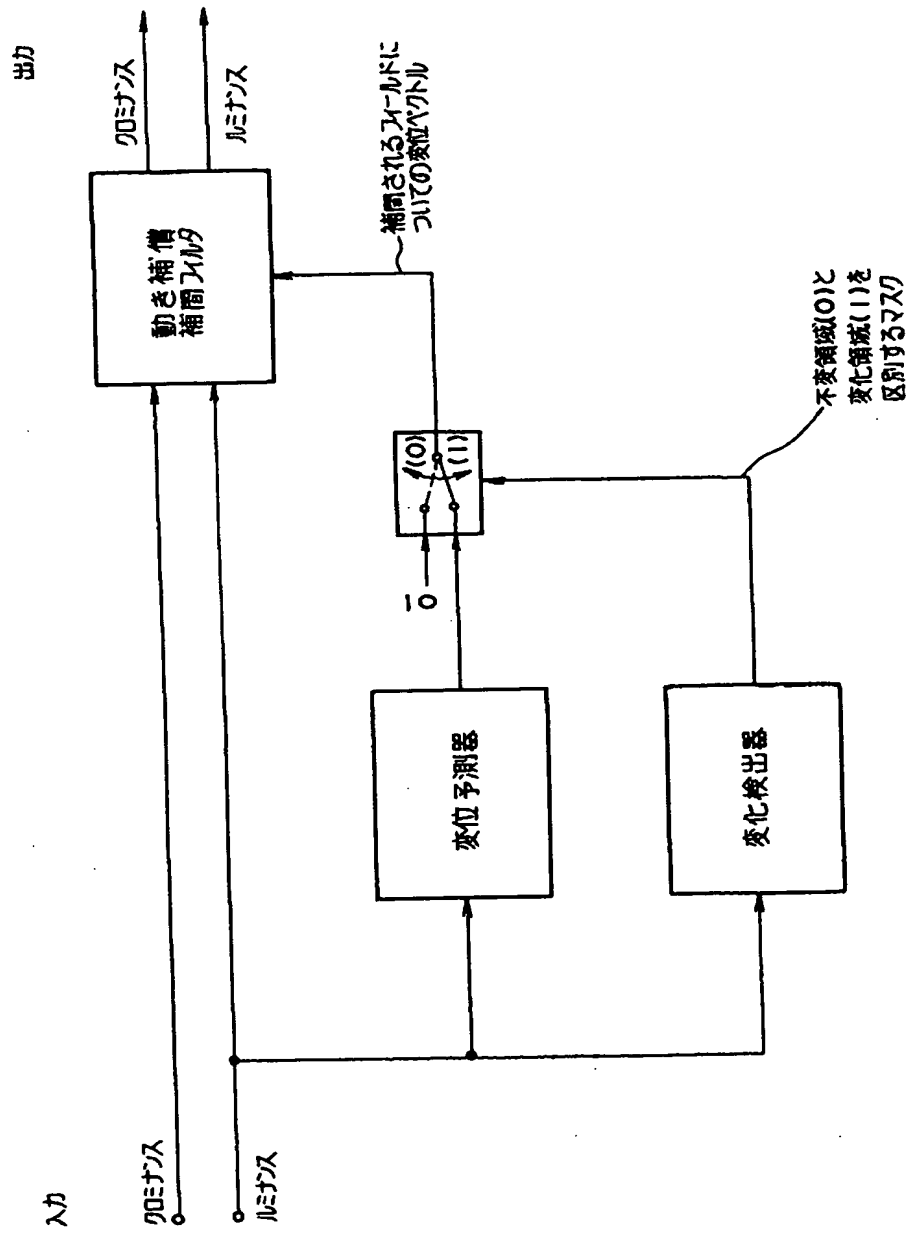 入力
出力
クロミナンス
ルミナンス
クロミナンス
ルミナンス
動き補償
補間フィルタ
補間されるフィールドに
ついての変位ベクトル
(0)
(1)
0
変位予測器
変化検出器
不変領域(0)と
変化領域(1)を
区別するマスク